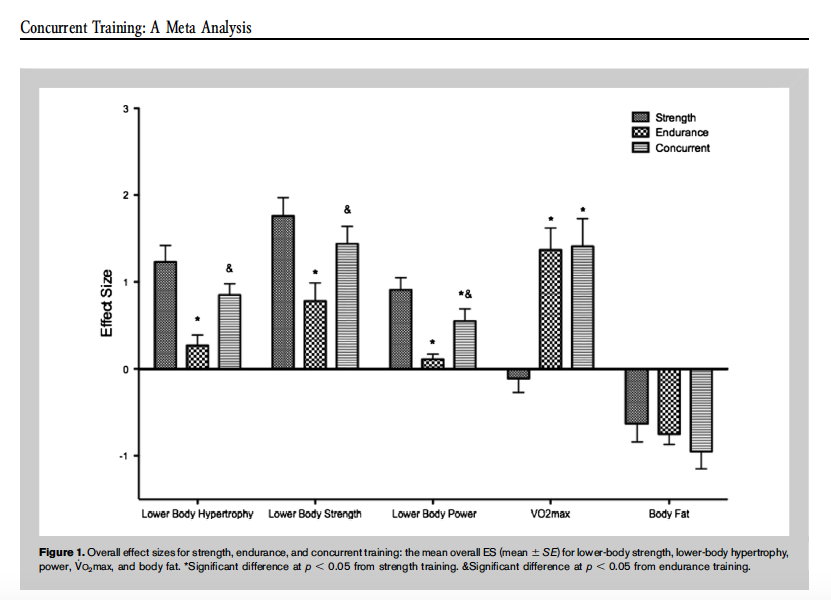 Concurrent Training: A Meta Analysis
3
2
1
0
-1
Effect Size
Strength
Endurance
Concurrent
*
&
*
&
*
*&
*
*
Lower Body Hypertrophy Lower Body Strength Lower Body Power VO2max Body Fat
Figure 1. Overall effect sizes for strength, endurance, and concurrent training: the mean overall ES (mean ± SE) for lower-body strength, lower-body hypertrophy,
power, V̇o₂max, and body fat. *Significant difference at p < 0.05 from strength training. &Significant difference at p < 0.05 from endurance training.